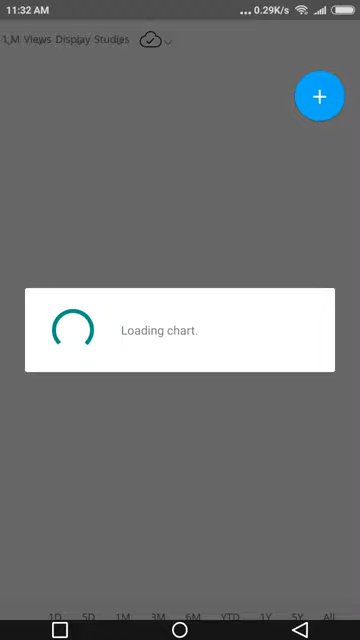 11:32 AM ... 0.29K/s
1 M Views Display Studies
+
Loading chart.
1D 5D 1M 3M 6M YTD 1Y 5Y All